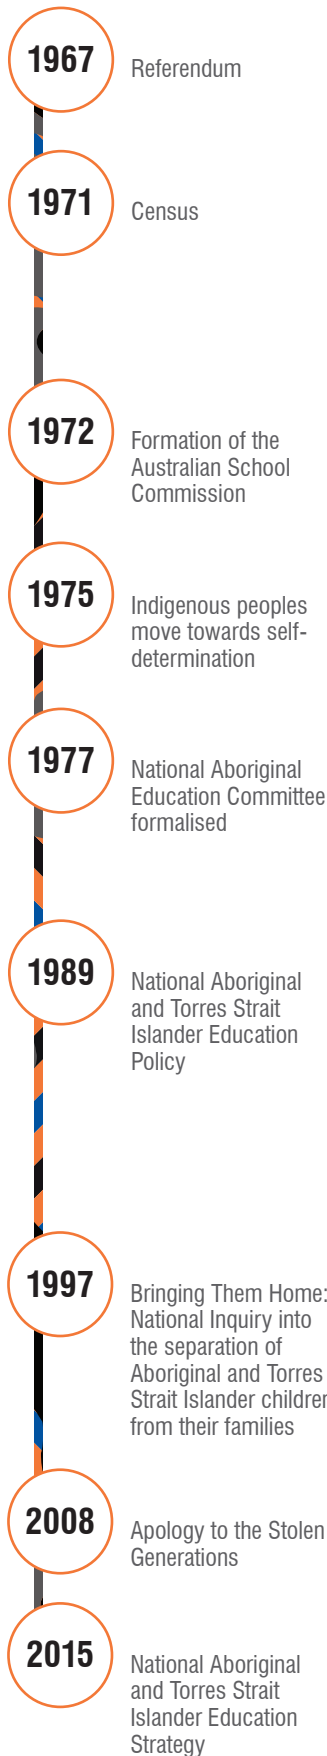 1967
Referendum
1971
Census
1972
Formation of the
Australian School
Commission
1975
Indigenous peoples
move towards self-
determination
1977
National Aboriginal
Education Committee
formalised
1989
National Aboriginal
and Torres Strait
Islander Education
Policy
1997
Bringing Them Home:
National Inquiry into
the separation of
Aboriginal and Torres
Strait Islander children
from their families
2008
Apology to the Stolen
Generations
2015
National Aboriginal
and Torres Strait
Islander Education
Strategy